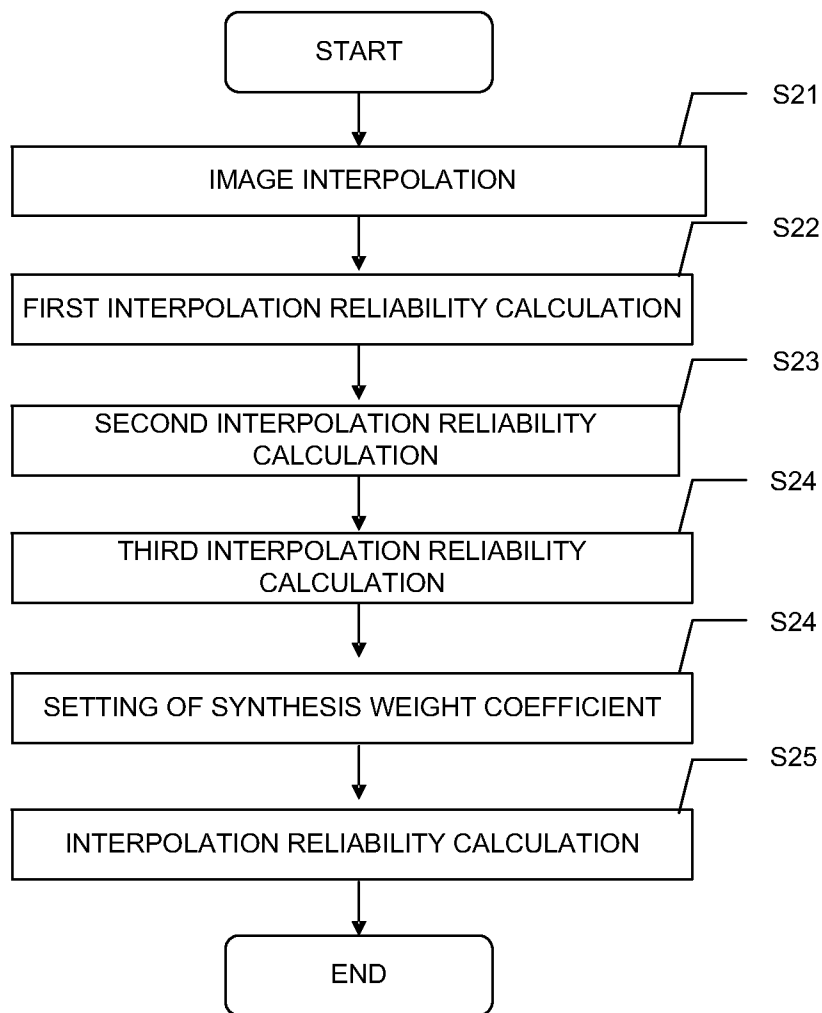 START
S21
IMAGE INTERPOLATION
S22
FIRST INTERPOLATION RELIABILITY CALCULATION
S23
SECOND INTERPOLATION RELIABILITY
CALCULATION
S24
THIRD INTERPOLATION RELIABILITY
CALCULATION
S24
SETTING OF SYNTHESIS WEIGHT COEFFICIENT
S25
INTERPOLATION RELIABILITY CALCULATION
END